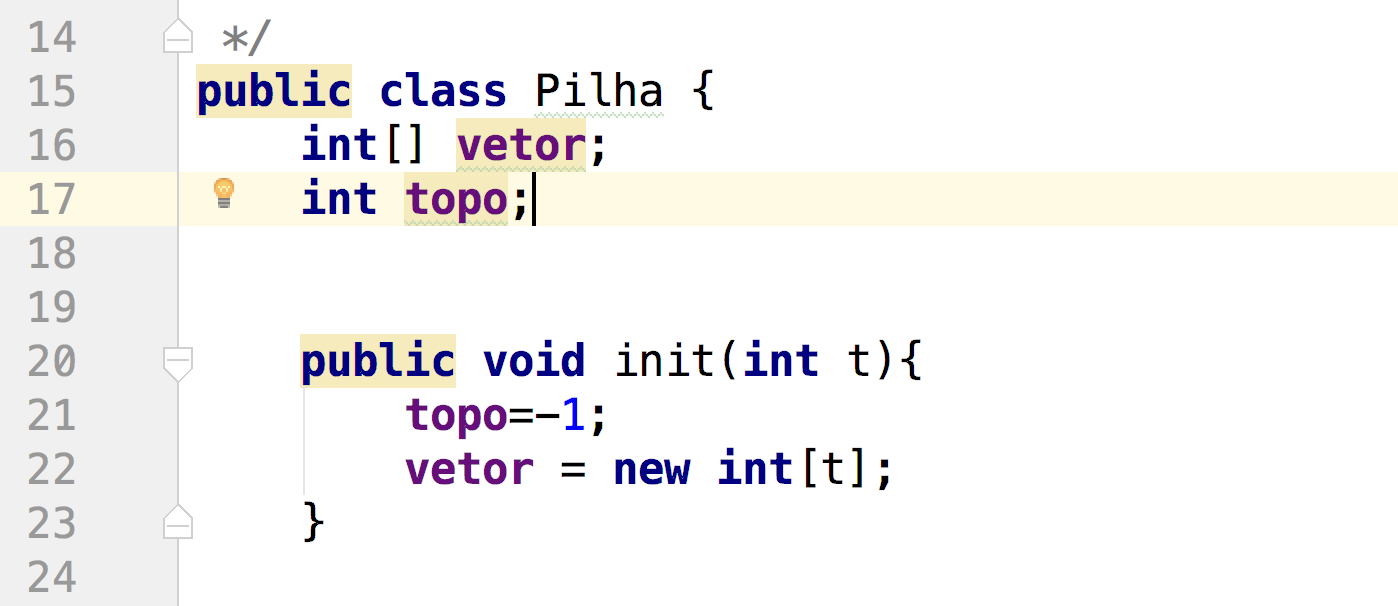 14 */
15 public class Pilha {
16 int[] vetor;
17 int topo;
18
19
20 public void init(int t){
21 topo=-1;
22 vetor = new int[t];
23 }
24